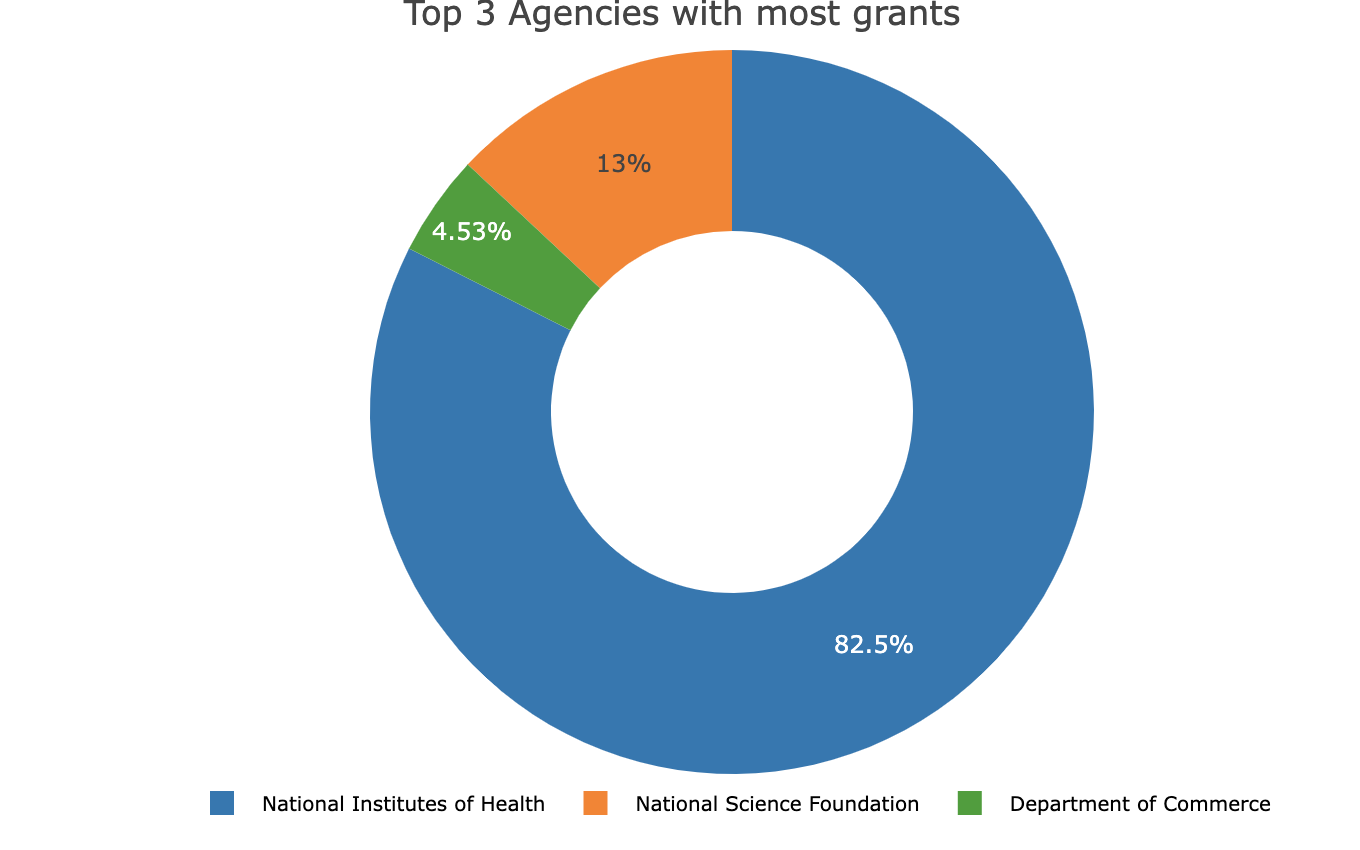 Top 3 Agencies with most grants
13%
4.53%
82.5%
National Institutes of Health
National Science Foundation
Department of Commerce